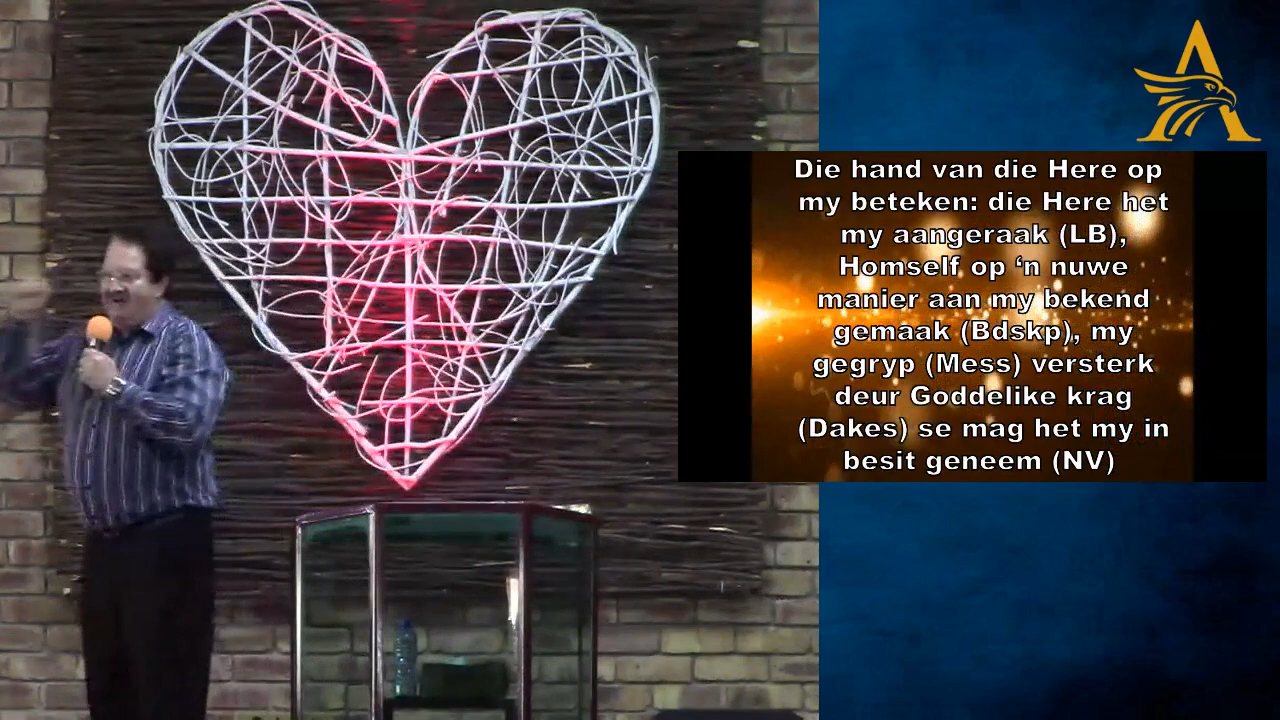 Die hand van die Here op
my beteken: die Here het
my aangeraak (LB),
Homself op ‘n nuwe
manier aan my bekend
gemaak (Bdskp), my
gegryp (Mess) versterk
deur Goddelike krag
(Dakes) se mag het my in
besit geneem (NV)